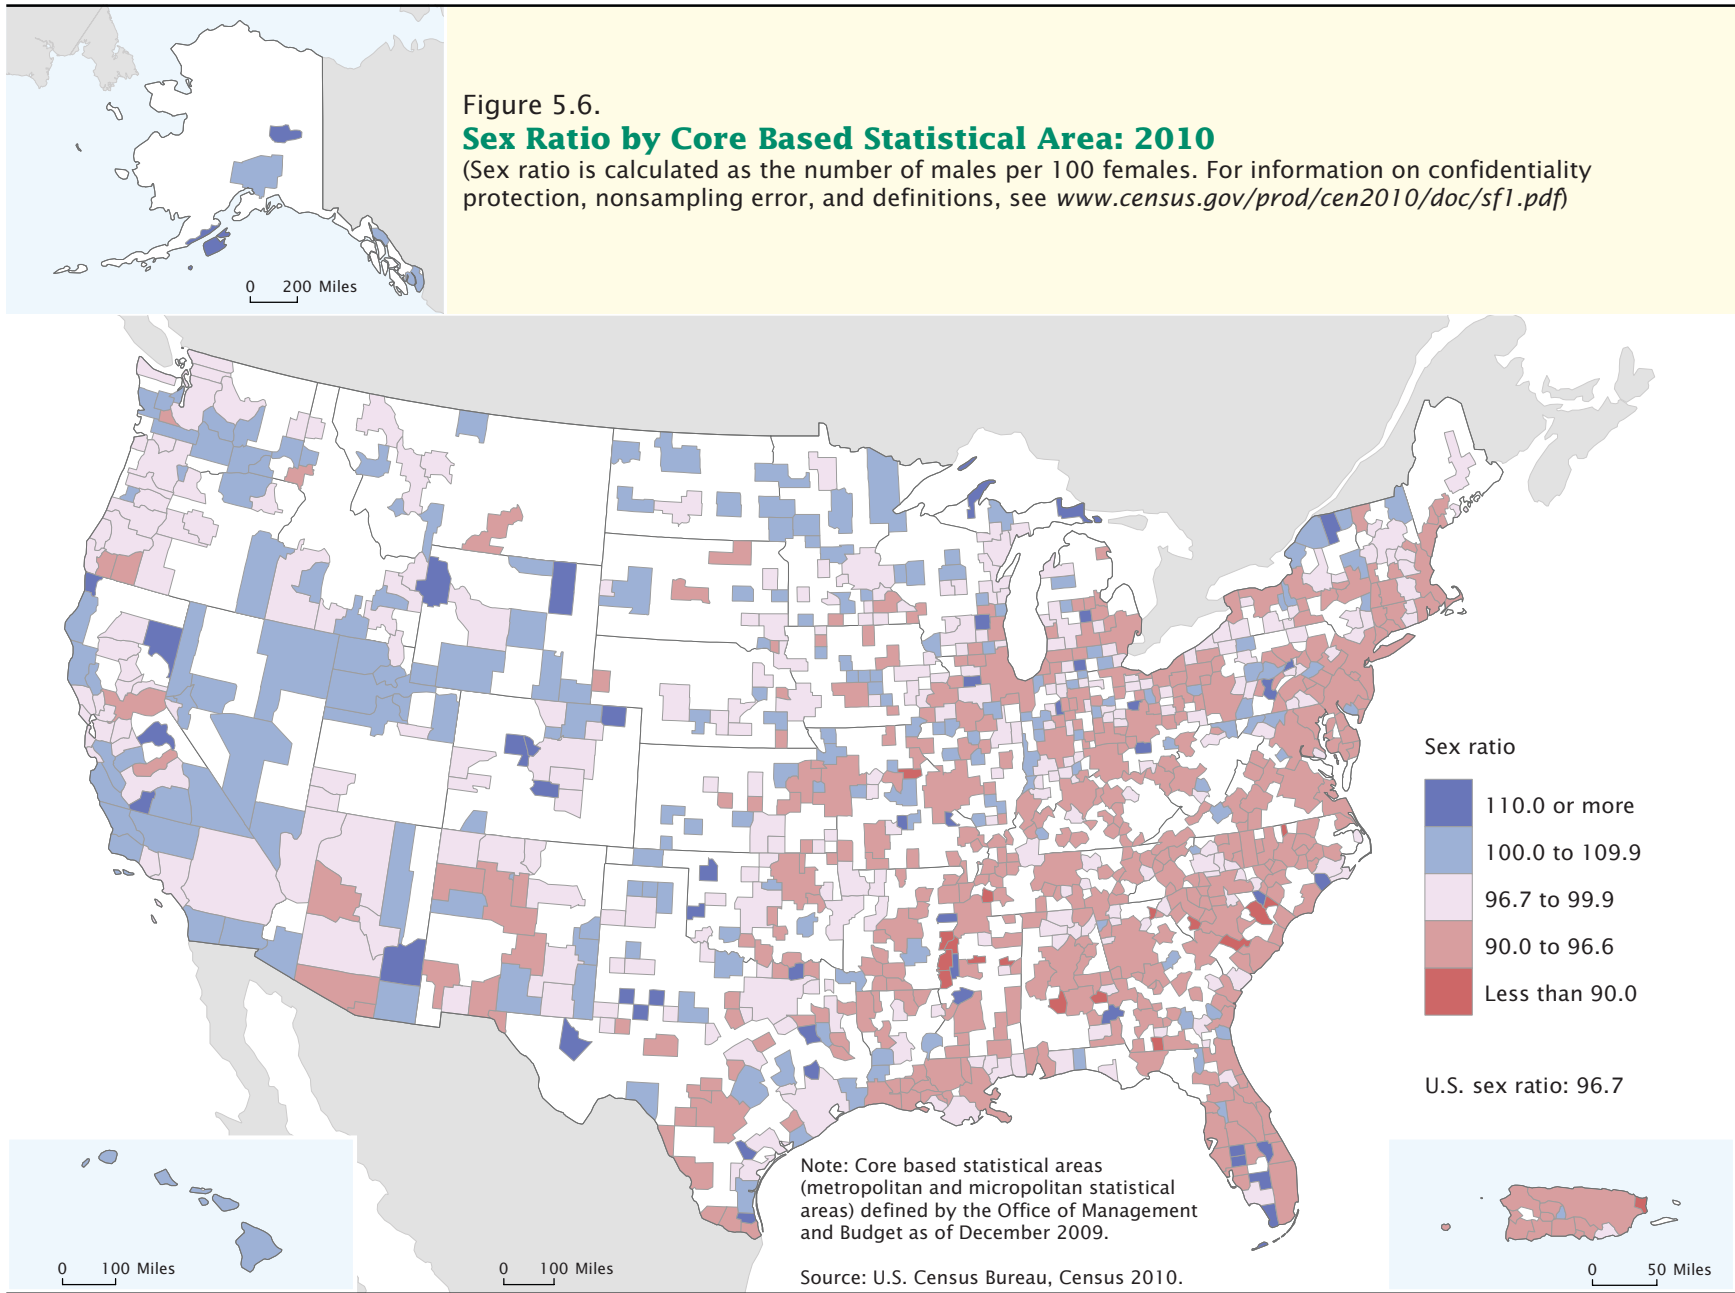 Figure 5.6.
Sex Ratio by Core Based Statistical Area: 2010
(Sex ratio is calculated as the number of males per 100 females. For information on confidentiality
protection, nonsampling error, and definitions, see www.census.gov/prod/cen2010/doc/sf1.pdf)
0 200 Miles
Sex ratio
110.0 or more
100.0 to 109.9
96.7 to 99.9
90.0 to 96.6
Less than 90.0
U.S. sex ratio: 96.7
Note: Core based statistical areas
(metropolitan and micropolitan statistical
areas) defined by the Office of Management
and Budget as of December 2009.
Source: U.S. Census Bureau, Census 2010.
0 100 Miles
0 100 Miles
0 50 Miles